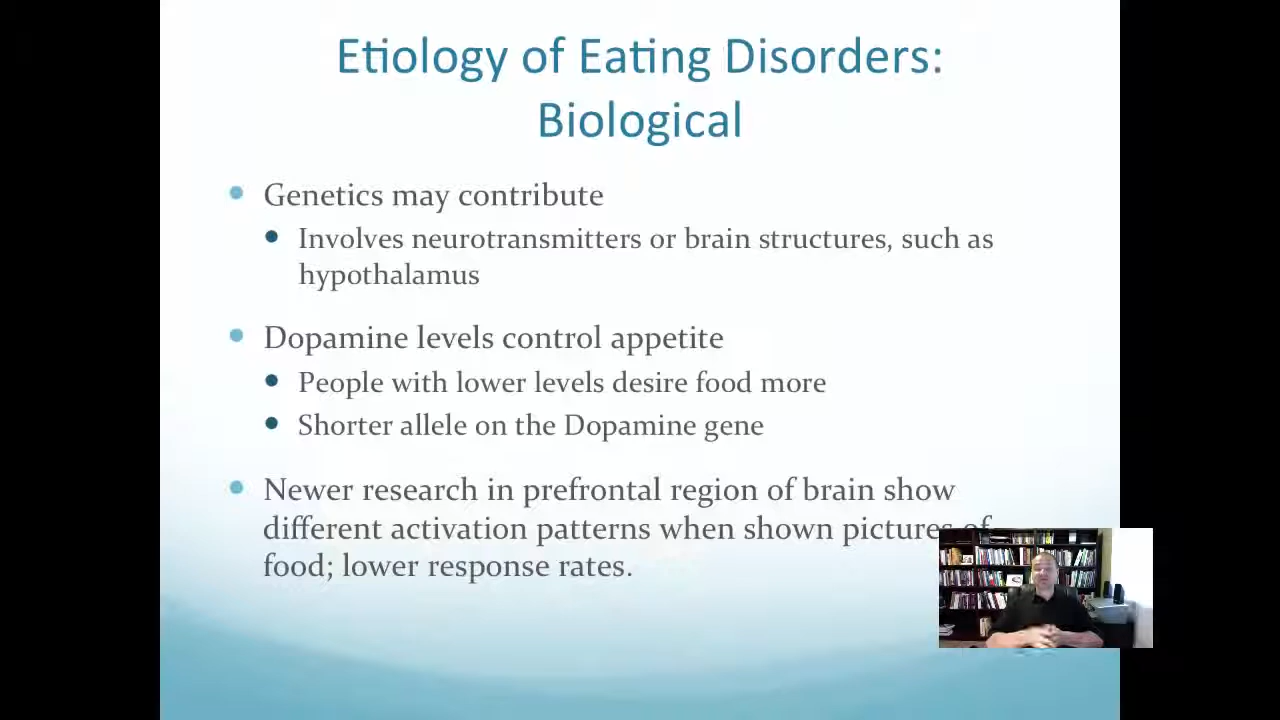 Etiology of Eating Disorders:
Biological
Genetics may contribute
Involves neurotransmitters or brain structures, such as
hypothalamus
Dopamine levels control appetite
People with lower levels desire food more
Shorter allele on the Dopamine gene
Newer research in prefrontal region of brain show
different activation patterns when shown pictures of
food; lower response rates.